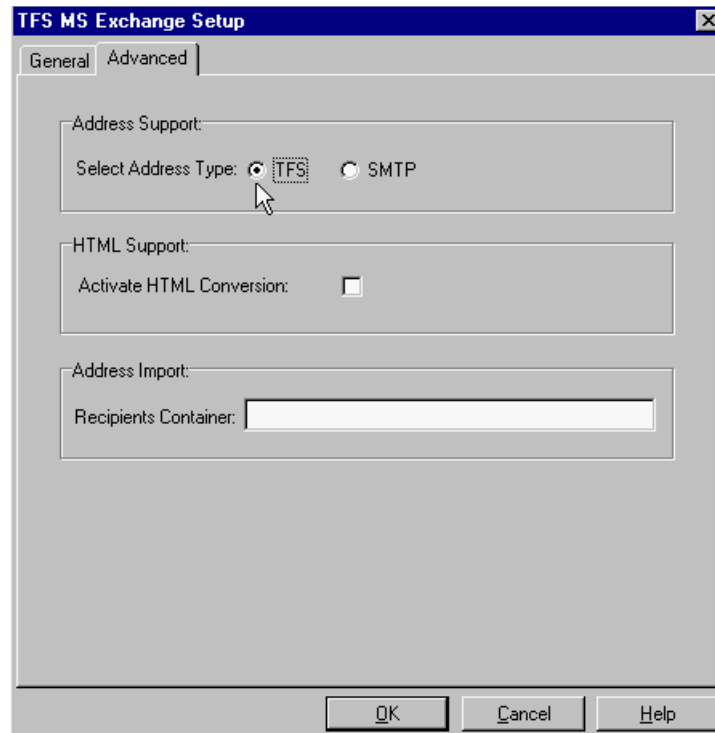 TFS MS Exchange Setup
General Advanced
Address Support:
Select Address Type: TFS SMTP
HTML Support:
Activate HTML Conversion:
Address Import:
Recipients Container:
OK Cancel Help